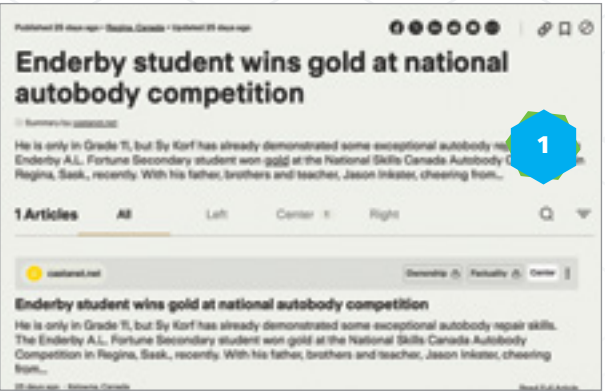 Published 25 days ago • Regina, Canada • Updated 25 days ago
Enderby student wins gold at national
autobody competition
Summary by castanet.net
He is only in Grade 11, but Sy Korf has already demonstrated some exceptional autobody
Enderby A.L. Fortune Secondary student won gold at the National Skills Canada Autobody in
Regina, Sask., recently. With his father, brothers and teacher, Jason Inkster, cheering from...
1
1 Articles All Left Center 1 Right
castanet.net Ownership Factuality Center
Enderby student wins gold at national autobody competition
He is only in Grade 11, but Sy Korf has already demonstrated some exceptional autobody repair skills.
The Enderby A.L. Fortune Secondary student won gold at the National Skills Canada Autobody
Competition in Regina, Sask., recently. With his father, brothers and teacher, Jason Inkster, cheering
from...
25 days ago • Kelowna, Canada Read Full Article